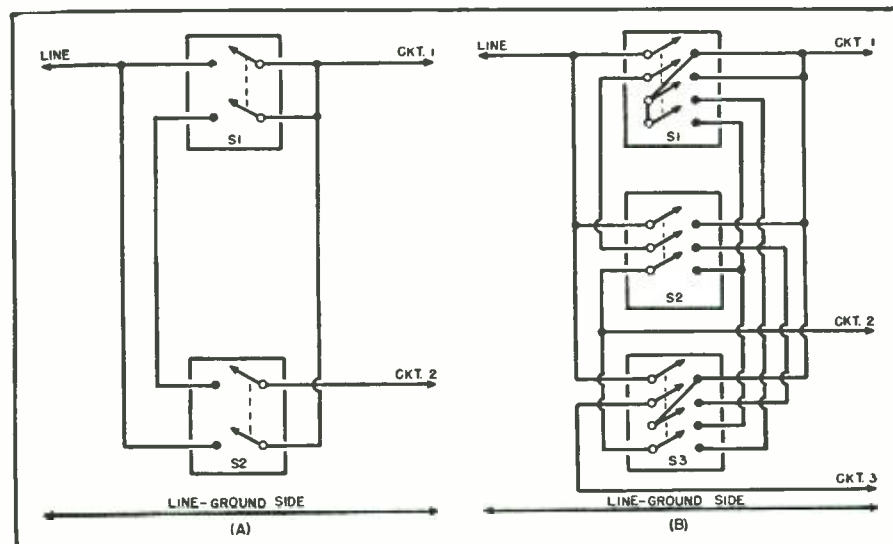 LINE
CKT. 1
S1
CKT. 2
S2
LINE-GROUND SIDE
(A)
LINE
CKT. 1
S1
S2
CKT. 2
S3
CKT. 3
LINE-GROUND SIDE
(B)